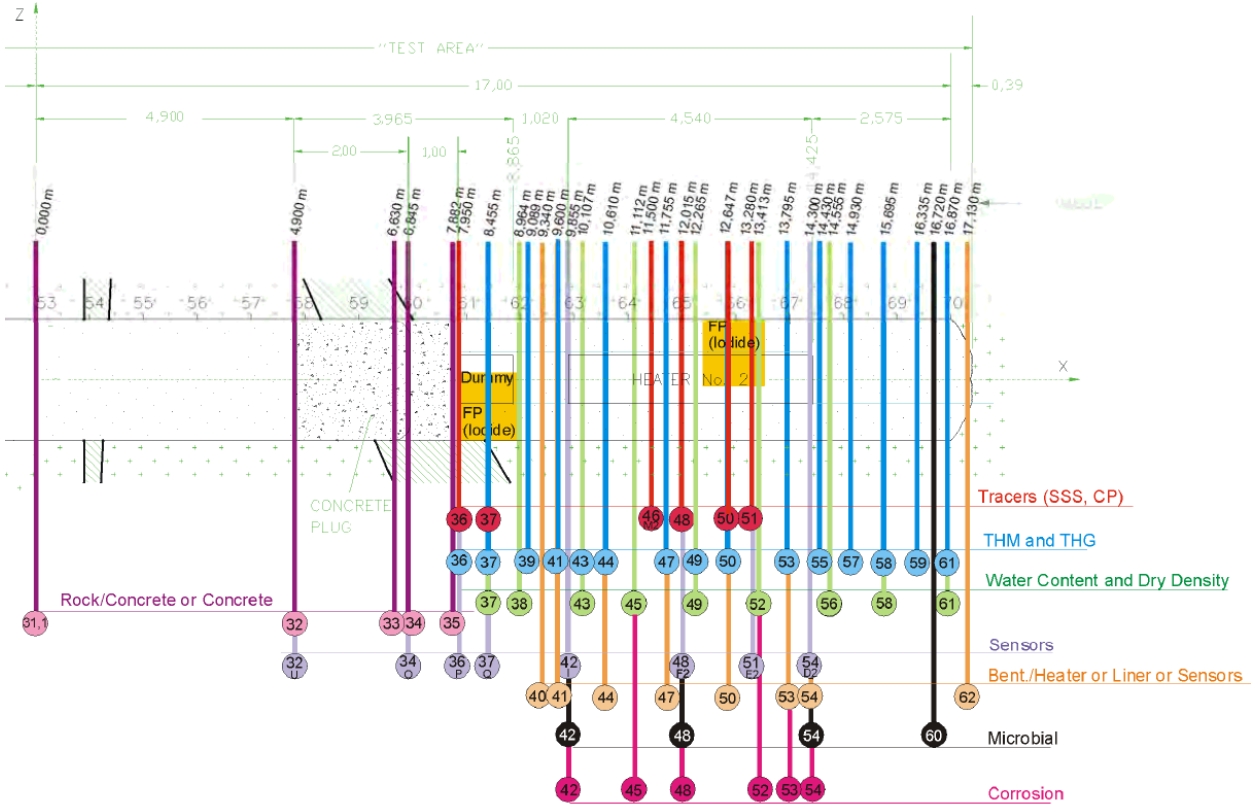 Z
"TEST AREA"
17,00 0,39
4,900 3,965 1,020 4,540 2,575
2,00 1,00 8,865 14,425
0,000 m 4,900 m 6,630 m 6,845 m 7,882 m 7,950 m 8,455 m 8,964 m 9,089 m 9,340 m 9,600 m 9,855 m 10,107 m 10,610 m 11,112 m 11,500 m 11,755 m 12,015 m 12,265 m 12,647 m 13,280 m 13,413 m 13,795 m 14,300 m 14,430 m 14,555 m 14,930 m 15,695 m 16,335 m 16,720 m 16,870 m 17,130 m
53 54 55 56 57 58 59 60 61 62 63 64 65 66 67 68 69 70
FP
(Iodide)
X
Dummy
HEATER No. 2
FP
(Iodide)
CONCRETE
PLUG
Tracers (SSS, CP)
36 37 46 48 50 51
THM and THG
36 37 39 41 43 44 47 49 50 53 55 57 58 59 61
Water Content and Dry Density
37 38 43 45 49 52 56 58 61
Rock/Concrete or Concrete
31,1 32 33 34 35
Sensors
32 34 36 37 42 48 51 54
U O P Q I F2 E2 D2
Bent./Heater or Liner or Sensors
40 41 44 47 50 53 54 62
Microbial
42 48 54 60
Corrosion
42 45 48 52 53 54